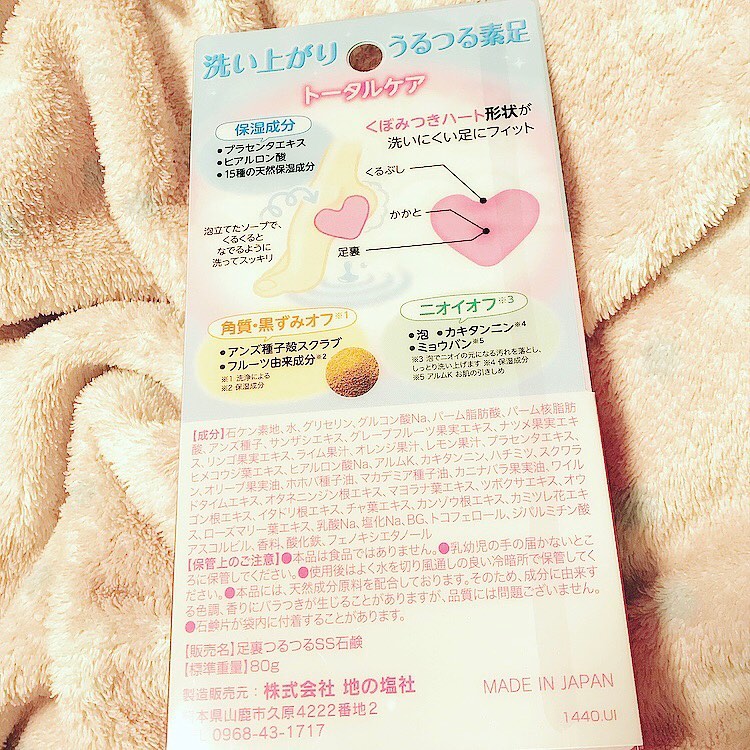 洗い上がり うるつる素足
トータルケア
保湿成分
●プラセンタエキス
●ヒアルロン酸
●15種の天然保湿成分
くぼみつきハート形状が
洗いにくい足にフィット
くるぶし
かかと
足裏
泡立てたソープで、
くるくると
なでるように
洗ってスッキリ
角質・黒ずみオフ※1
●アンズ種子殻スクラブ
●フルーツ由来成分※2
※1 洗浄による
※2 保湿成分
ニオイオフ※3
●泡 ●カキタンニン※4
●ミョウバン※5
※3 泡でニオイの元になる汚れを落とし、
しっとり洗い上げます ※4 保湿成分
※5 アルムK お肌の引きしめ
【成分】石ケン素地、水、グリセリン、グルコン酸Na、パーム脂肪酸、パーム核脂肪
酸、アンズ種子、サンザシエキス、グレープフルーツ果実エキス、ナツメ果実エキ
ス、リンゴ果実エキス、ライム果汁、オレンジ果汁、レモン果汁、プラセンタエキス、
ヒメコウジ葉エキス、ヒアルロン酸Na、アルムK、カキタンニン、ハチミツ、スクワラ
ン、オリーブ果実油、ホホバ種子油、マカデミア種子油、カニナバラ果実油、ワイル
ドタイムエキス、オタネニンジン根エキス、マヨラナ葉エキス、ツボクサエキス、オウ
ゴン根エキス、イタドリ根エキス、チャ葉エキス、カンゾウ根エキス、カミツレ花エキ
ス、ローズマリー葉エキス、乳酸Na、塩化Na、BG、トコフェロール、ジパルミチン酸
アスコルビル、香料、酸化鉄、フェノキシエタノール
【保管上のご注意】●本品は食品ではありません。●乳幼児の手の届かないとこ
ろに保管してください。●使用後はよく水を切り風通しの良い冷暗所で保管してく
ださい。●本品には、天然成分原料を配合しております。そのため、成分に由来す
る色調、香りにバラつきが生じることがありますが、品質には問題ございません。
●石鹸片が袋内に付着することがあります。
【販売名】足裏つるつるSS石鹸
【標準重量】80g
製造販売元：株式会社 地の塩社
本県山鹿市久原4222番地2
0968-43-1717
MADE IN JAPAN
1440.UI